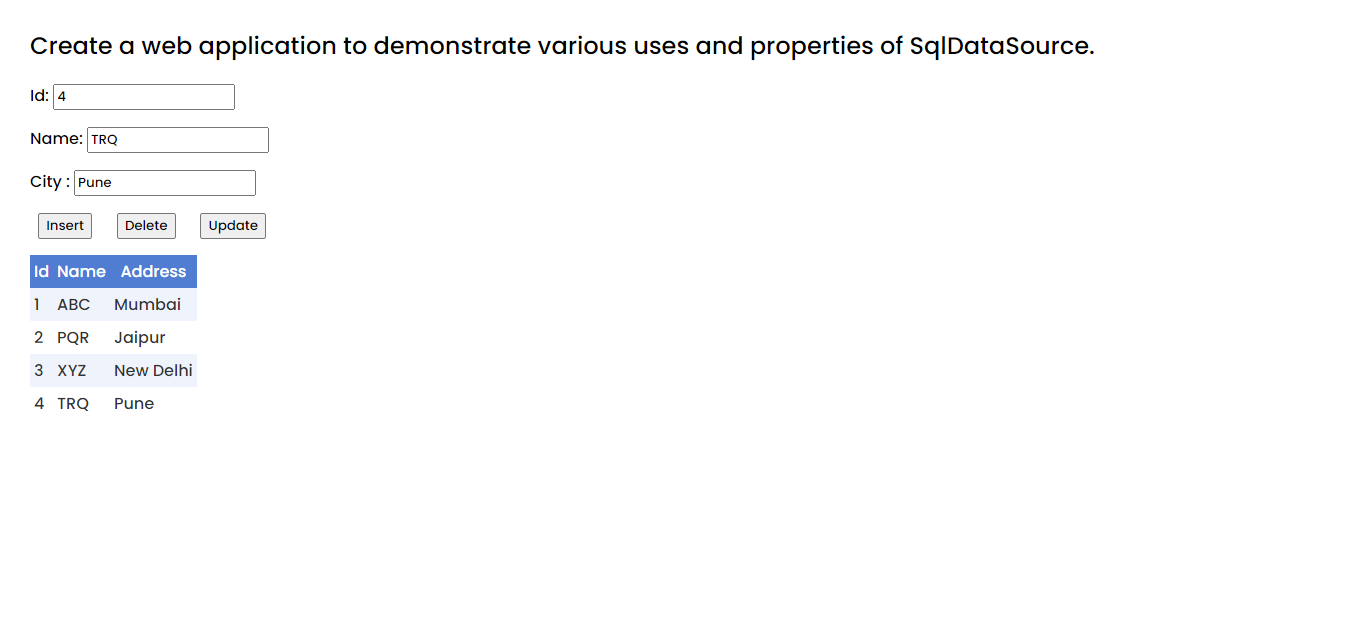 Create a web application to demonstrate various uses and properties of SqlDataSource.
Id: 4
Name: TRQ
City : Pune
Insert Delete Update
Id Name Address
1 ABC Mumbai
2 PQR Jaipur
3 XYZ New Delhi
4 TRQ Pune